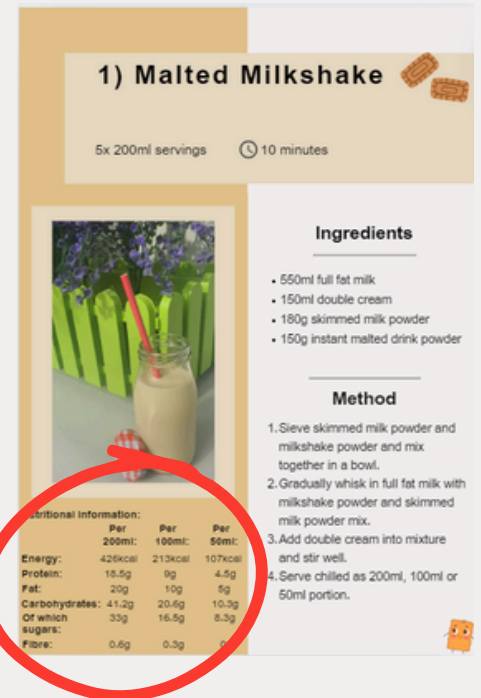 1) Malted Milkshake
5x 200ml servings
10 minutes
Ingredients
• 550ml full fat milk
• 150ml double cream
• 180g skimmed milk powder
• 150g instant malted drink powder
Method
1. Sieve skimmed milk powder and
milkshake powder and mix
together in a bowl.
2. Gradually whisk in full fat milk with
milkshake powder and skimmed
milk powder mix.
3. Add double cream into mixture
and stir well.
4. Serve chilled as 200ml, 100ml or
50ml portion.
Information:
Per 200ml: Per 100ml: Per 50ml:
Energy: 426kcal 213kcal 107kcal
Protein: 18.5g 9g 4.5g
Fat: 20g 10g 5g
Carbohydrates: 41.2g 20.6g 10.3g
Of which sugars: 33g 16.5g 8.3g
Fibre: 0.6g 0.3g